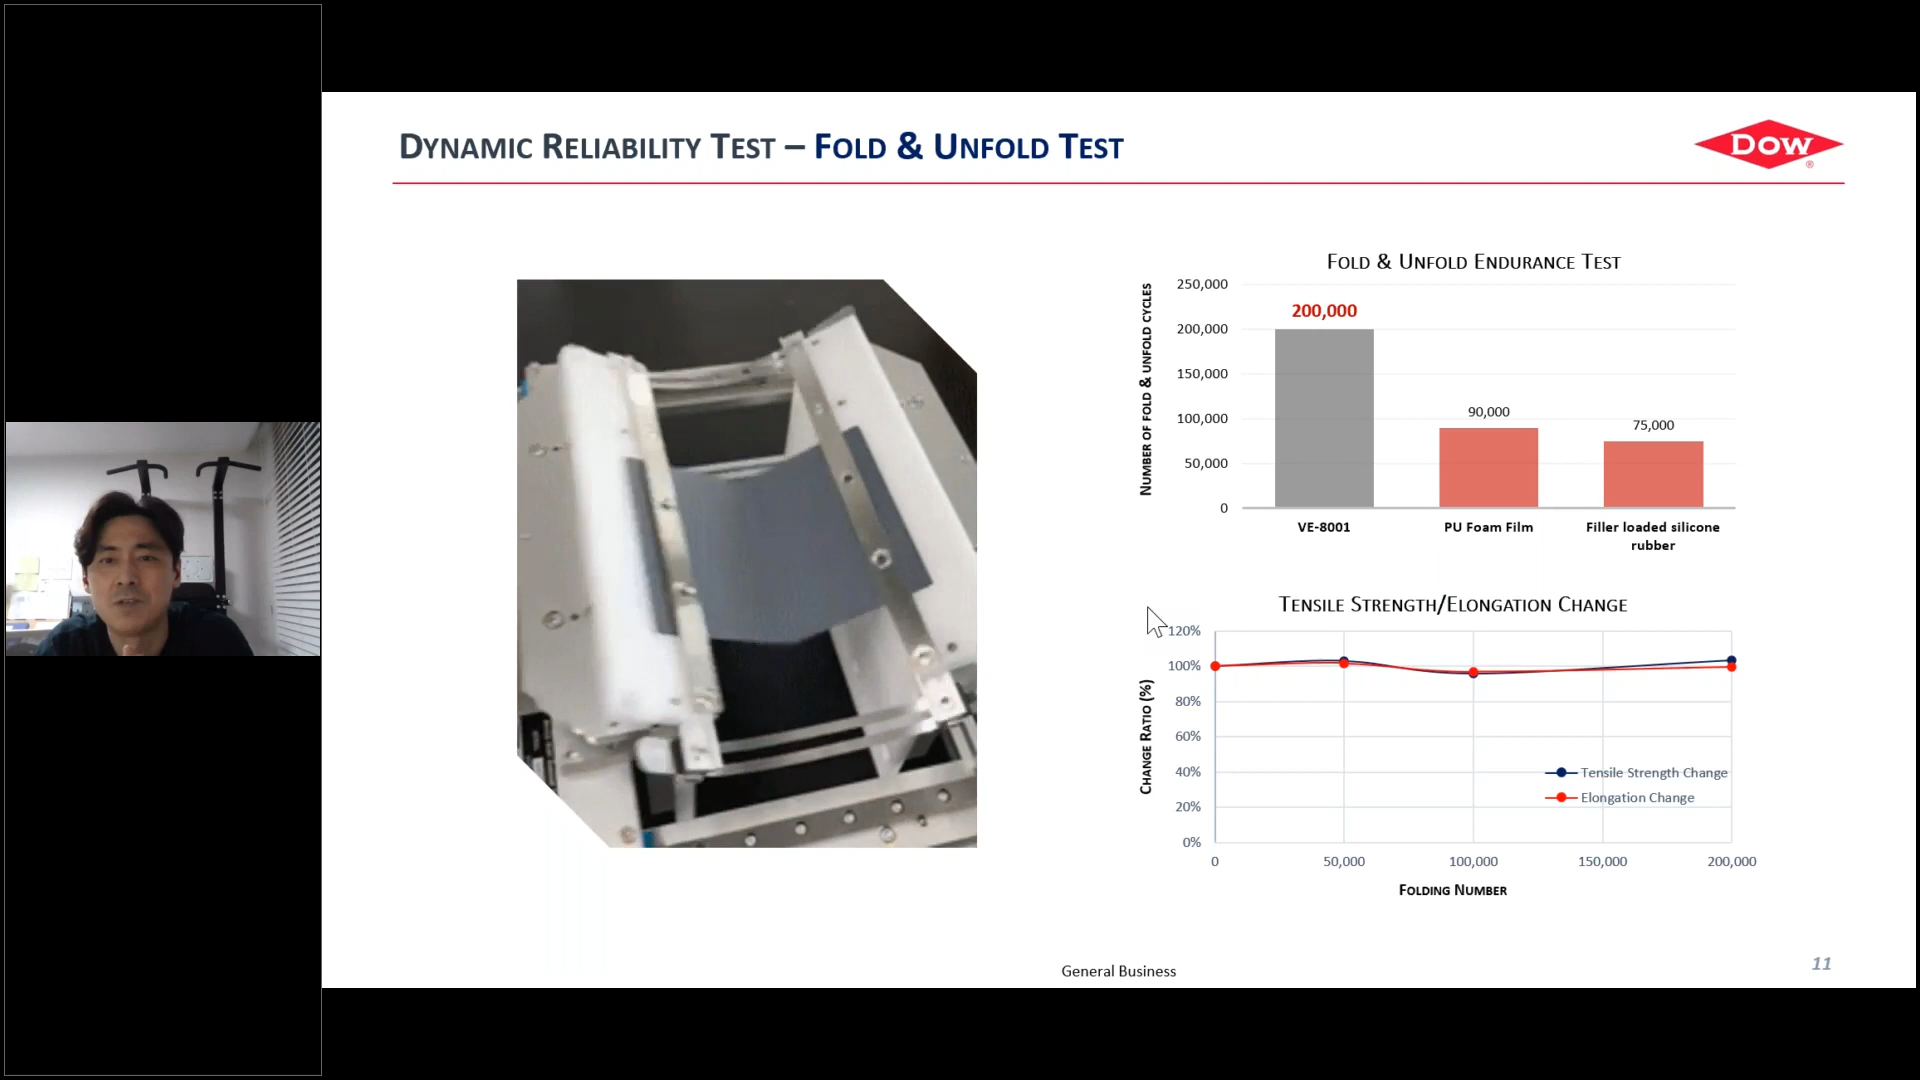 Dynamic Reliability Test – Fold & Unfold Test
DOW
®
Fold & Unfold Endurance Test
Number of fold & unfold cycles
250,000
200,000
150,000
100,000
50,000
0
200,000
90,000
75,000
VE-8001
PU Foam Film
Filler loaded silicone
rubber
Tensile Strength/Elongation Change
Change Ratio (%)
120%
100%
80%
60%
40%
20%
0%
Tensile Strength Change
Elongation Change
0
50,000
100,000
150,000
200,000
Folding Number
General Business
11